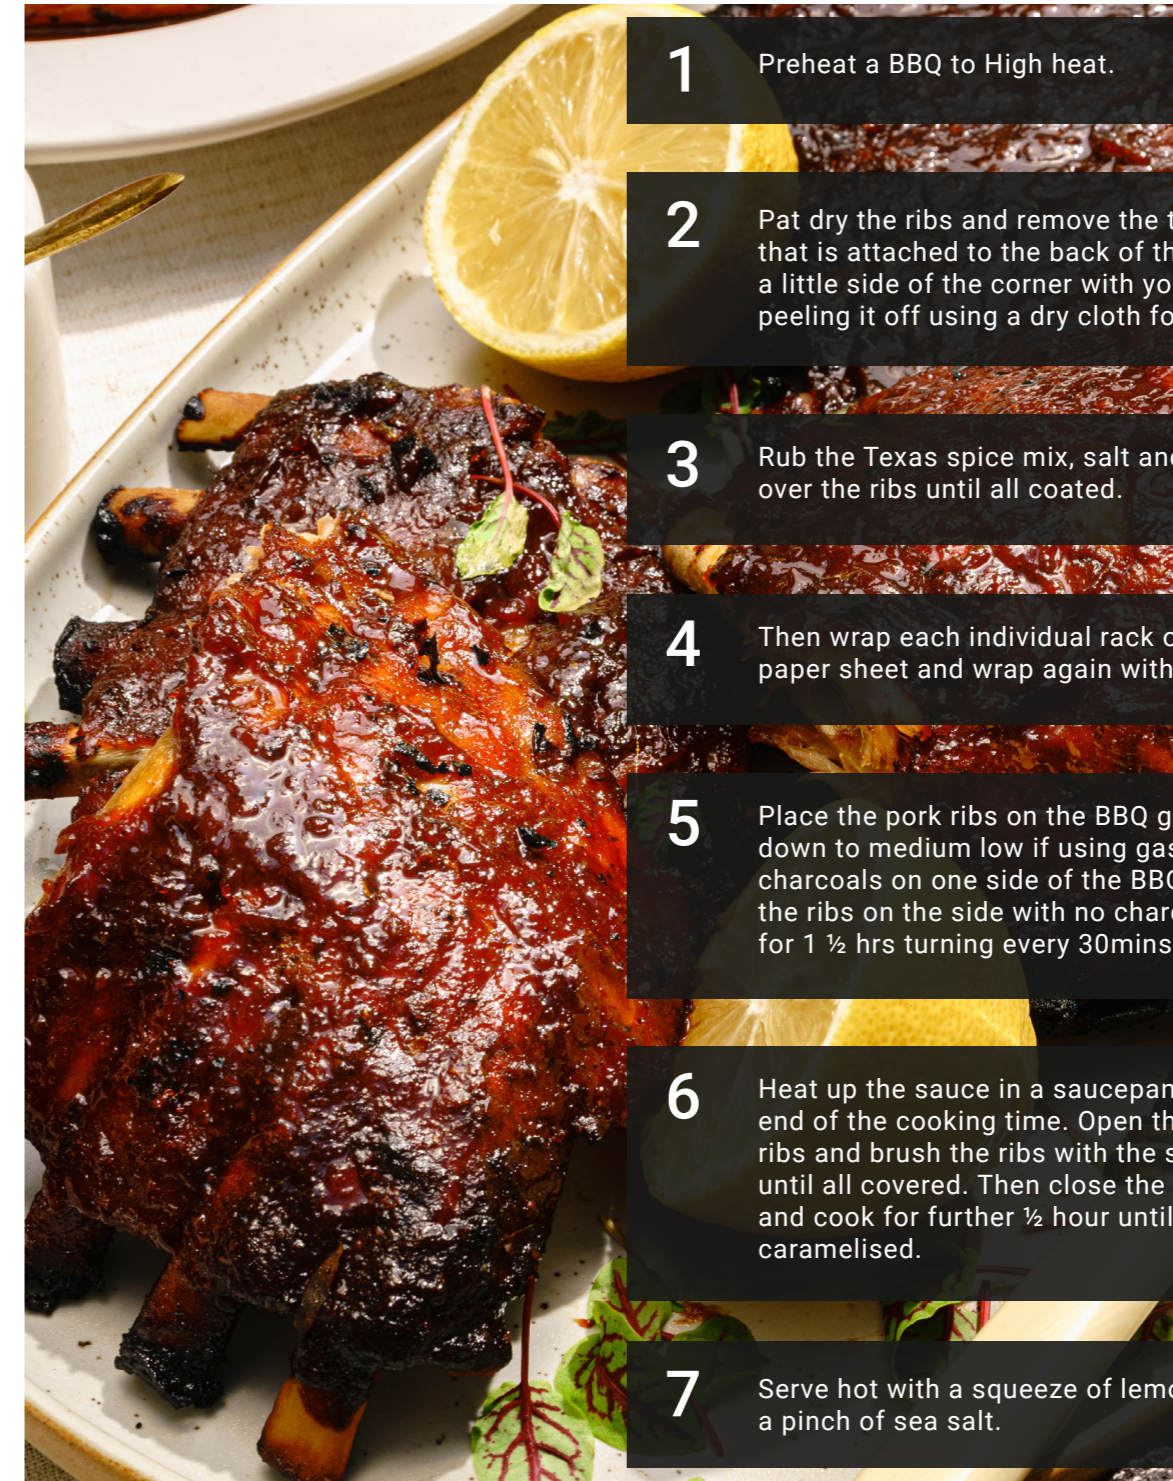 1
Preheat a BBQ to High heat.
2
Pat dry the ribs and remove the
that is attached to the back of
a little side of the corner with
peeling it off using a dry cloth
3
Rub the Texas spice mix, salt
over the ribs until all coated.
4
Then wrap each individual rack
paper sheet and wrap again with
5
Place the pork ribs on the BBQ
down to medium low if using
charcoals on one side of the
the ribs on the side with no
for 1 ½ hrs turning every 30mins
6
Heat up the sauce in a saucepan
end of the cooking time. Open
ribs and brush the ribs with the
until all covered. Then close the
and cook for further ½ hour until
caramelised.
7
Serve hot with a squeeze of
a pinch of sea salt.